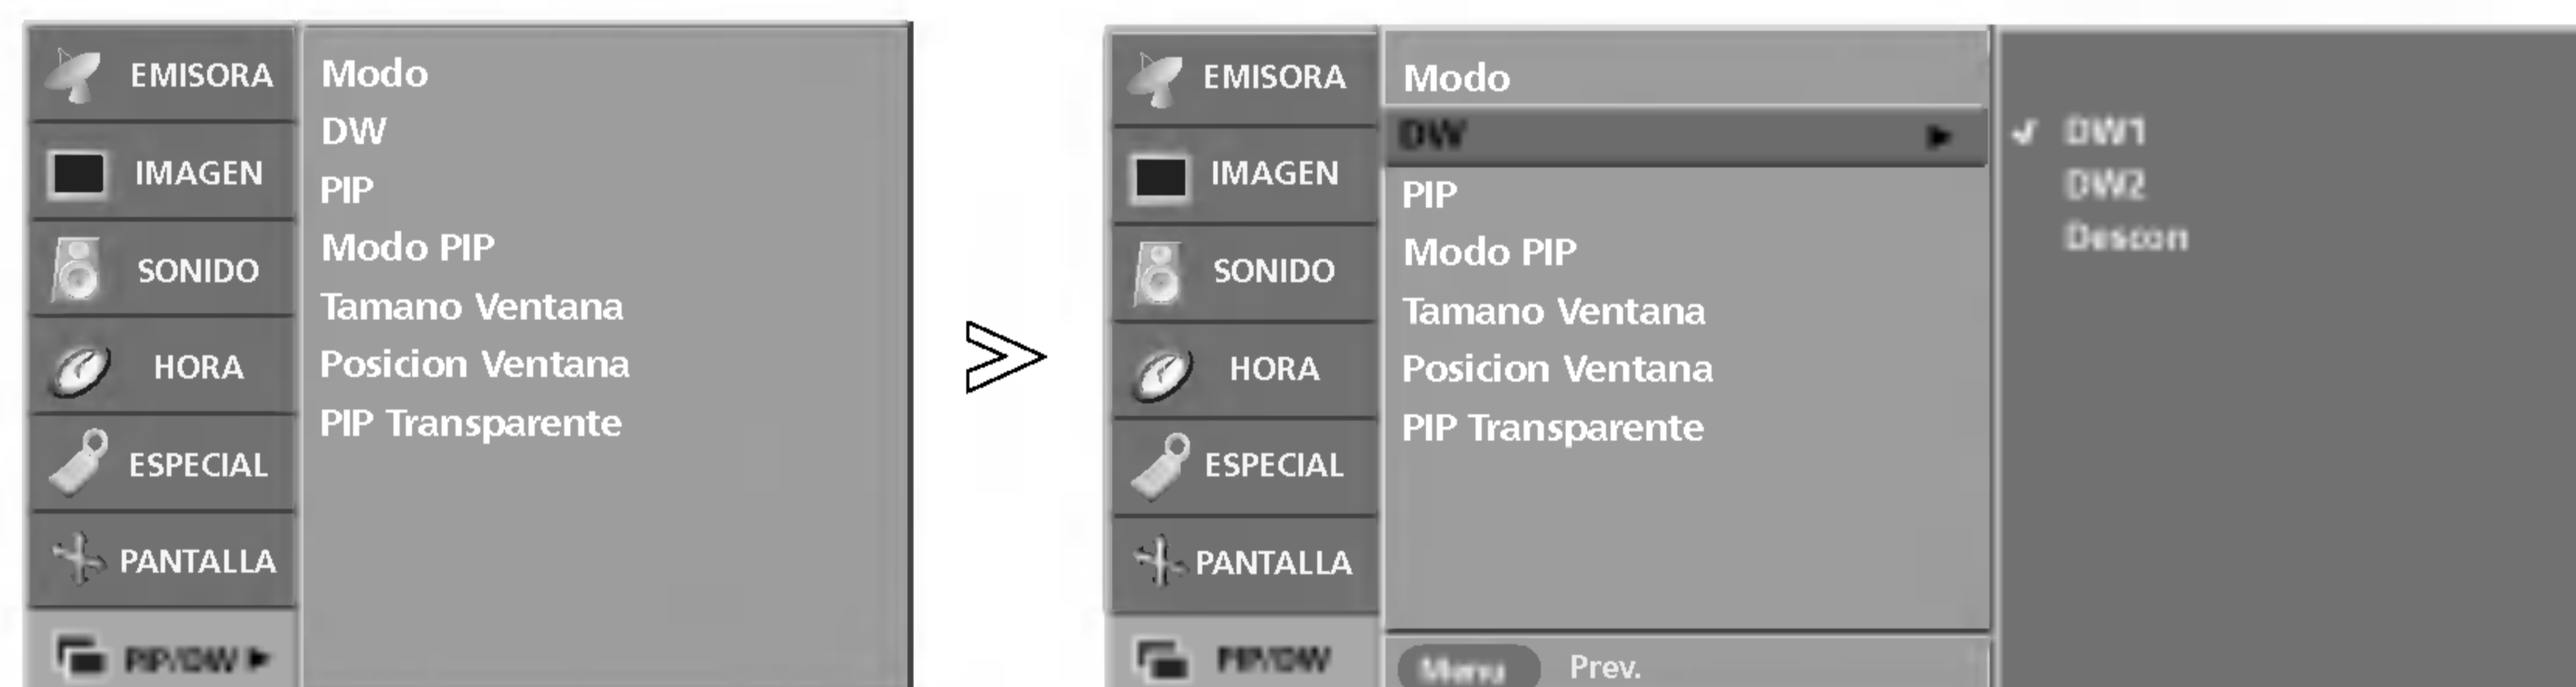 EMISORA
IMAGEN
SONIDO
HORA
ESPECIAL
PANTALLA
PIP/DW
Modo
DW
PIP
Modo PIP
Tamano Ventana
Posicion Ventana
PIP Transparente
EMISORA
IMAGEN
SONIDO
HORA
ESPECIAL
PANTALLA
PIP/DW
Modo
DW
PIP
Modo PIP
Tamano Ventana
Posicion Ventana
PIP Transparente
Menu Prev.
DW1
DW2
Descon